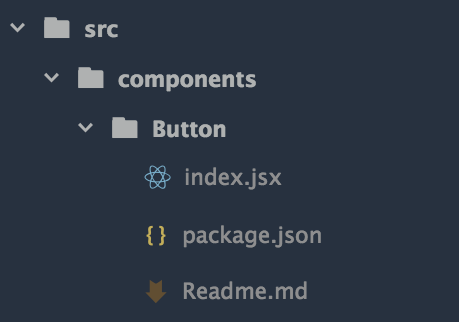 src
components
Button
index.jsx
package.json
Readme.md